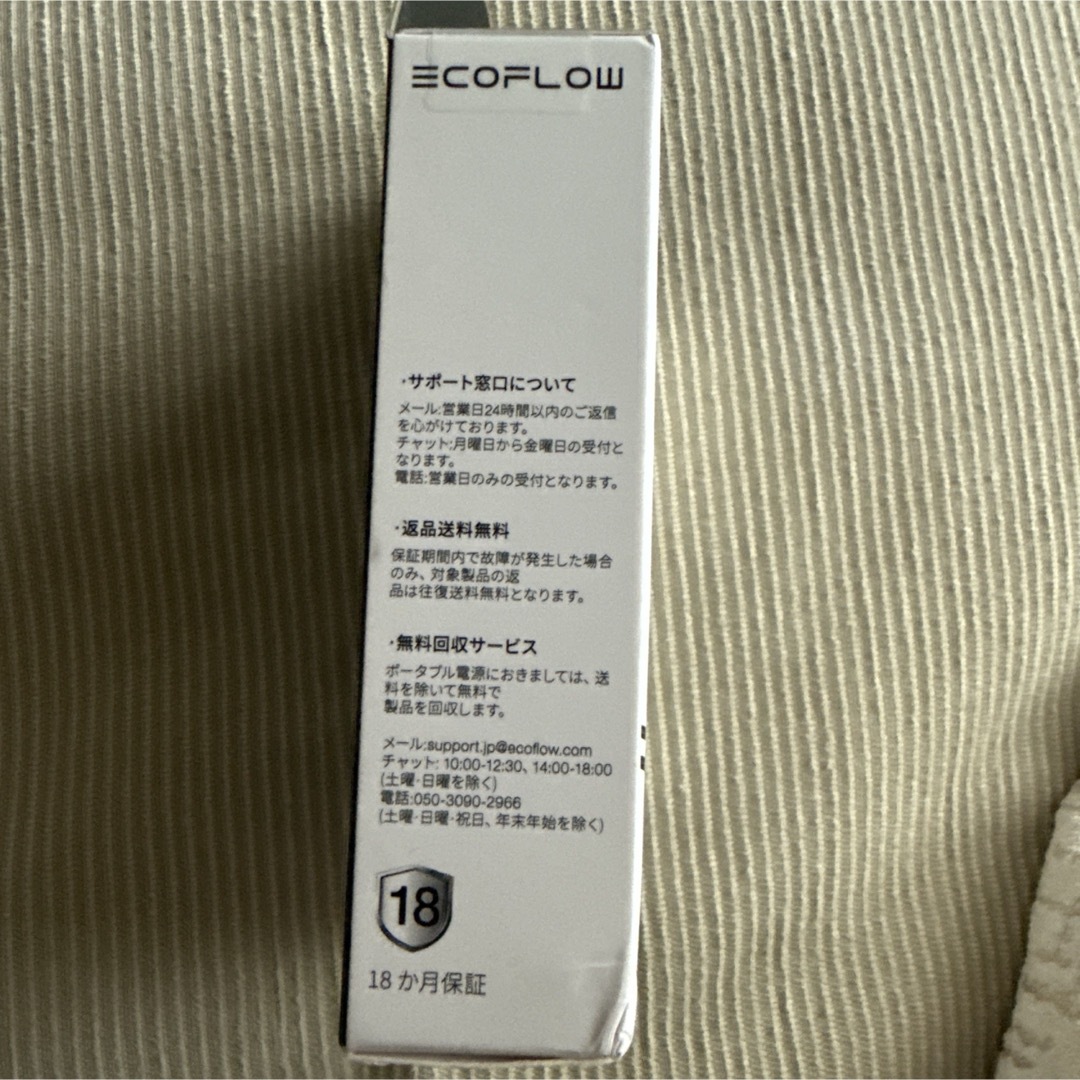 ECOFLOW
・サポート窓口について
メール:営業日24時間以内のご返信
を心がけております。
チャット:月曜日から金曜日の受付と
なります。
電話:営業日のみの受付となります。
・返品送料無料
保証期間内で故障が発生した場合
のみ、対象製品の返
品は往復送料無料となります。
・無料回収サービス
ポータブル電源におきましては、送
料を除いて無料で
製品を回収します。
メール:support.jp@ecoflow.com
チャット: 10:00-12:30、14:00-18:00
(土曜・日曜を除く)
電話:050-3090-2966
(土曜・日曜・祝日、年末年始を除く)
18
18 か月保証